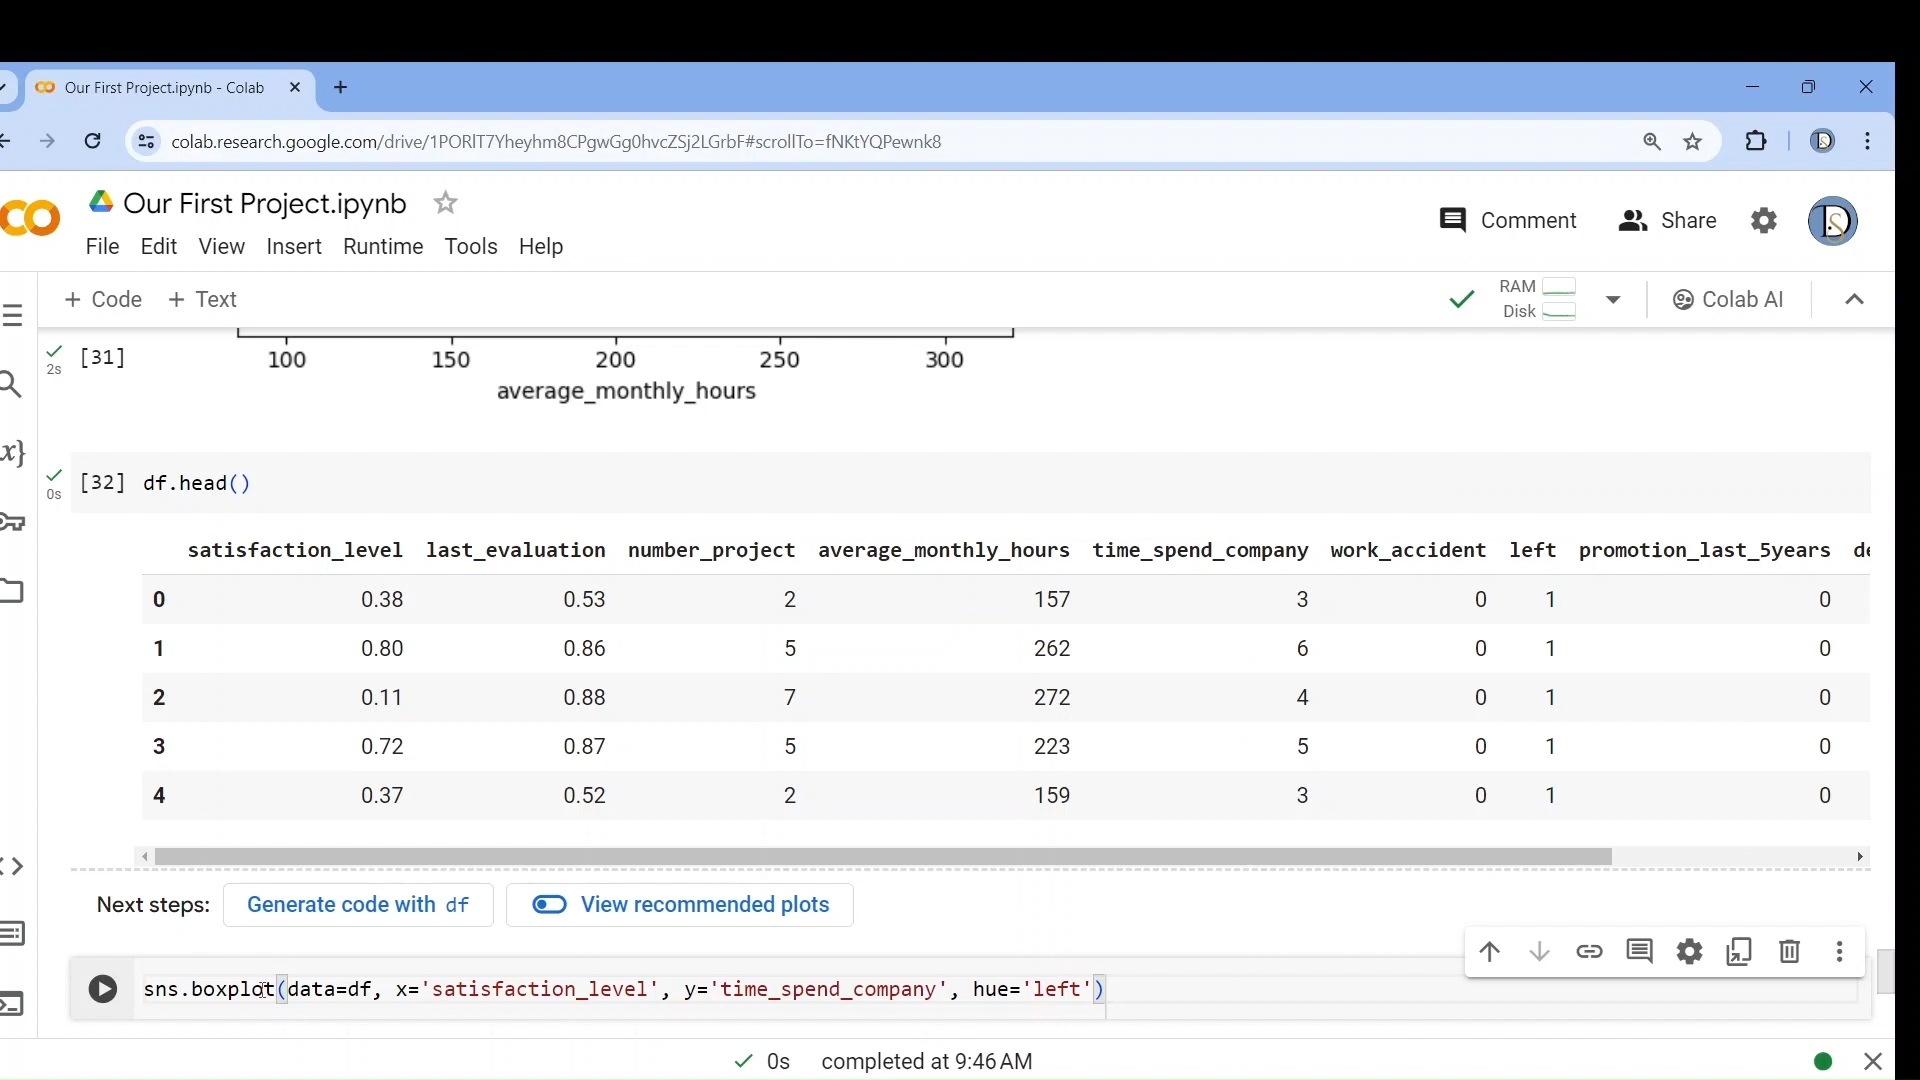 Our First Project.ipynb - Colab
colab.research.google.com/drive/1PORlT7Yheyhm8CPgwGg0hvcZSj2LGrbF#scrollTo=fNKtYQPewnk8
Our First Project.ipynb
Comment Share
File Edit View Insert Runtime Tools Help
+ Code + Text
RAM
Disk
Colab AI
[31]
2s
100 150 200 250 300
average_monthly_hours
[32] df.head()
0s
satisfaction_level last_evaluation number_project average_monthly_hours time_spend_company work_accident left promotion_last_5years de
0 0.38 0.53 2 157 3 0 1 0
1 0.80 0.86 5 262 6 0 1 0
2 0.11 0.88 7 272 4 0 1 0
3 0.72 0.87 5 223 5 0 1 0
4 0.37 0.52 2 159 3 0 1 0
Next steps: Generate code with df View recommended plots
sns.boxplot(data=df, x='satisfaction_level', y='time_spend_company', hue='left')
0s completed at 9:46 AM